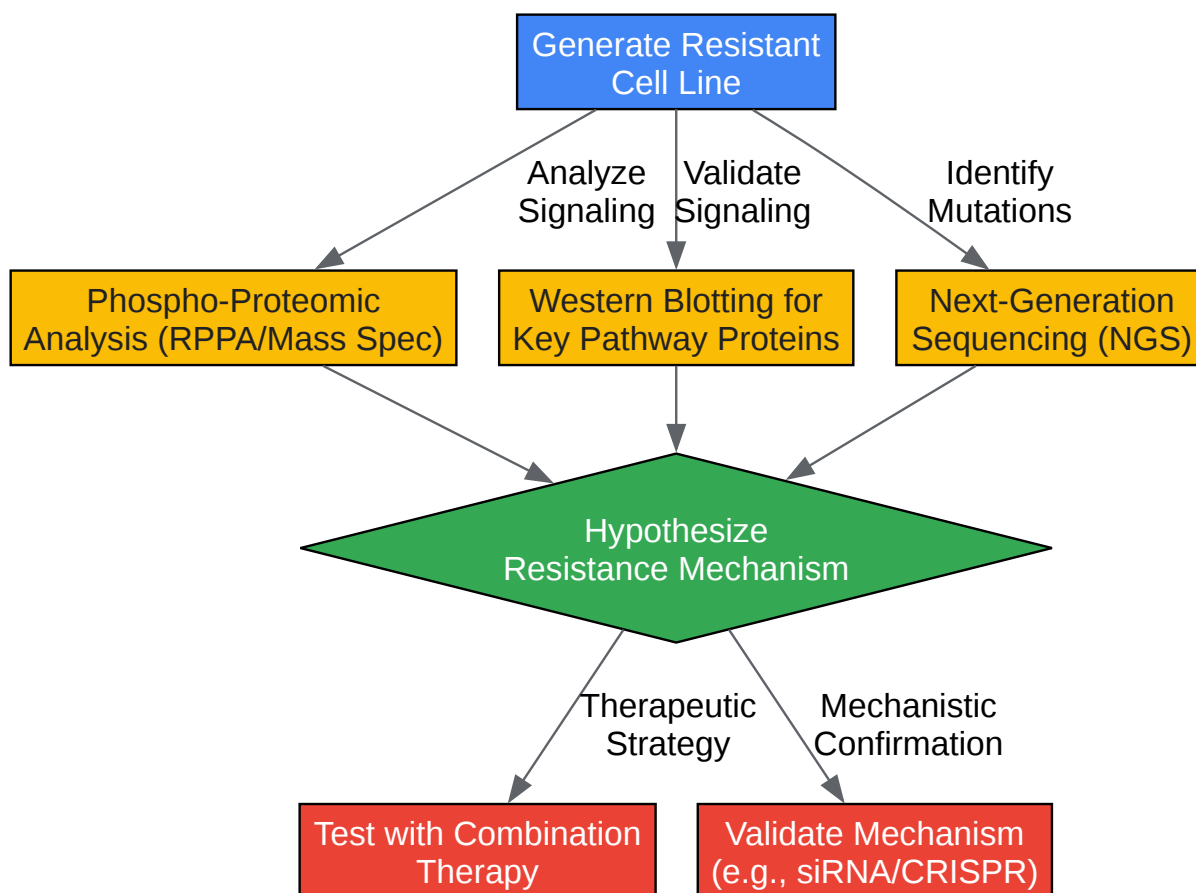 Generate Resistant
Cell Line
Analyze
Signaling
Validate
Signaling
Identify
Mutations
Phospho-Proteomic
Analysis (RPPA/Mass Spec)
Western Blotting for
Key Pathway Proteins
Next-Generation
Sequencing (NGS)
Hypothesize
Resistance Mechanism
Therapeutic
Strategy
Mechanistic
Confirmation
Test with Combination
Therapy
Validate Mechanism
(e.g., siRNA/CRISPR)